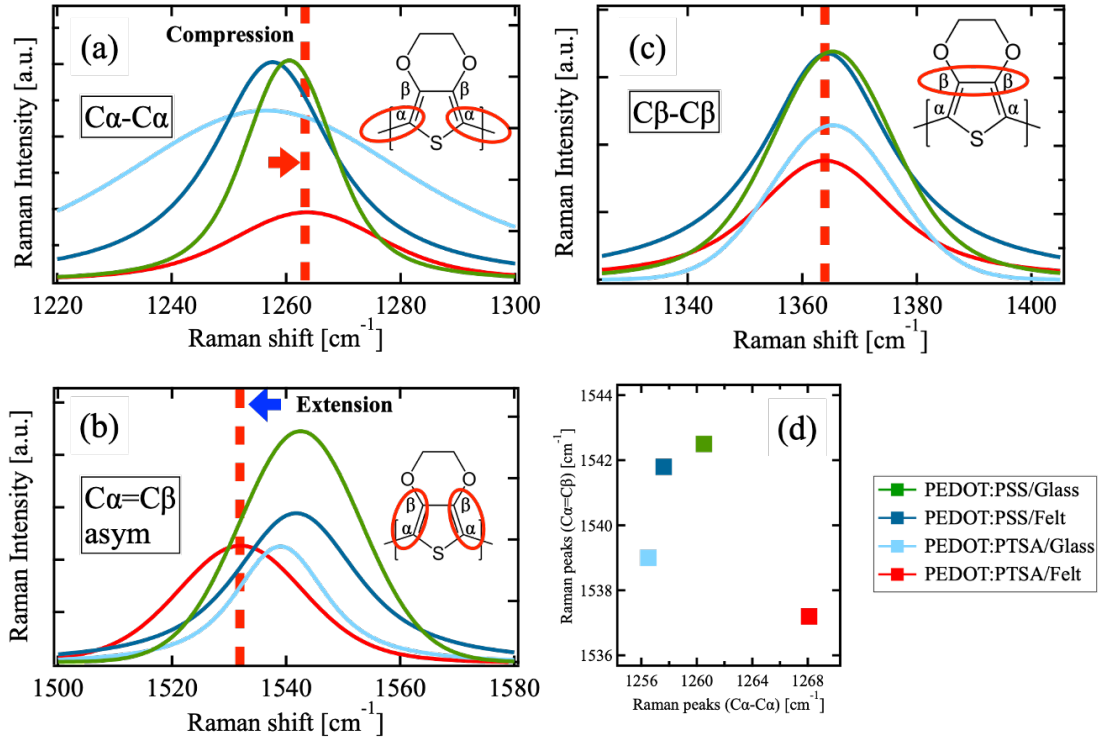 (a)
Compression
Cα-Cα
O
O
β
β
α
α
[
]
S
Raman Intensity [a.u.]
1220
1240
1260
1280
1300
Raman shift [cm-1]
(c)
Cβ-Cβ
O
O
β
β
α
α
[
]
S
Raman Intensity [a.u.]
1340
1360
1380
1400
Raman shift [cm-1]
(b)
Extension
Cα=Cβ
asym
O
O
β
β
α
α
[
]
S
Raman Intensity [a.u.]
1500
1520
1540
1560
1580
Raman shift [cm-1]
(d)
Raman peaks (Cα=Cβ) [cm-1]
1544
1542
1540
1538
1536
1256
1260
1264
1268
Raman peaks (Cα-Cα) [cm-1]
PEDOT:PSS/Glass
PEDOT:PSS/Felt
PEDOT:PTSA/Glass
PEDOT:PTSA/Felt